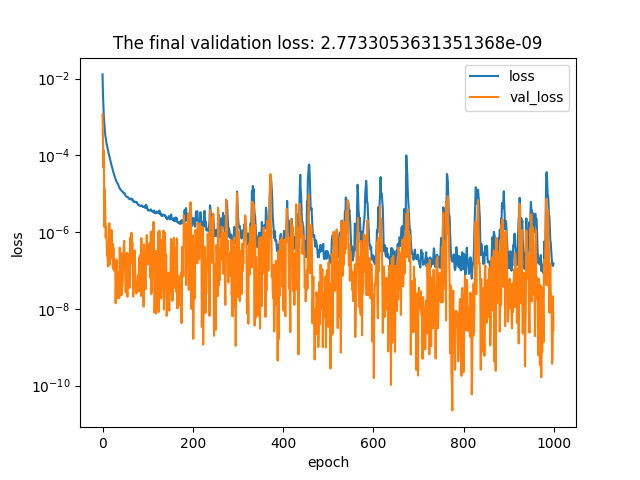 The final validation loss: 2.7733053631351368e-09
loss
val_loss
10⁻²
10⁻⁴
10⁻⁶
10⁻⁸
10⁻¹⁰
loss
0 200 400 600 800 1000
epoch